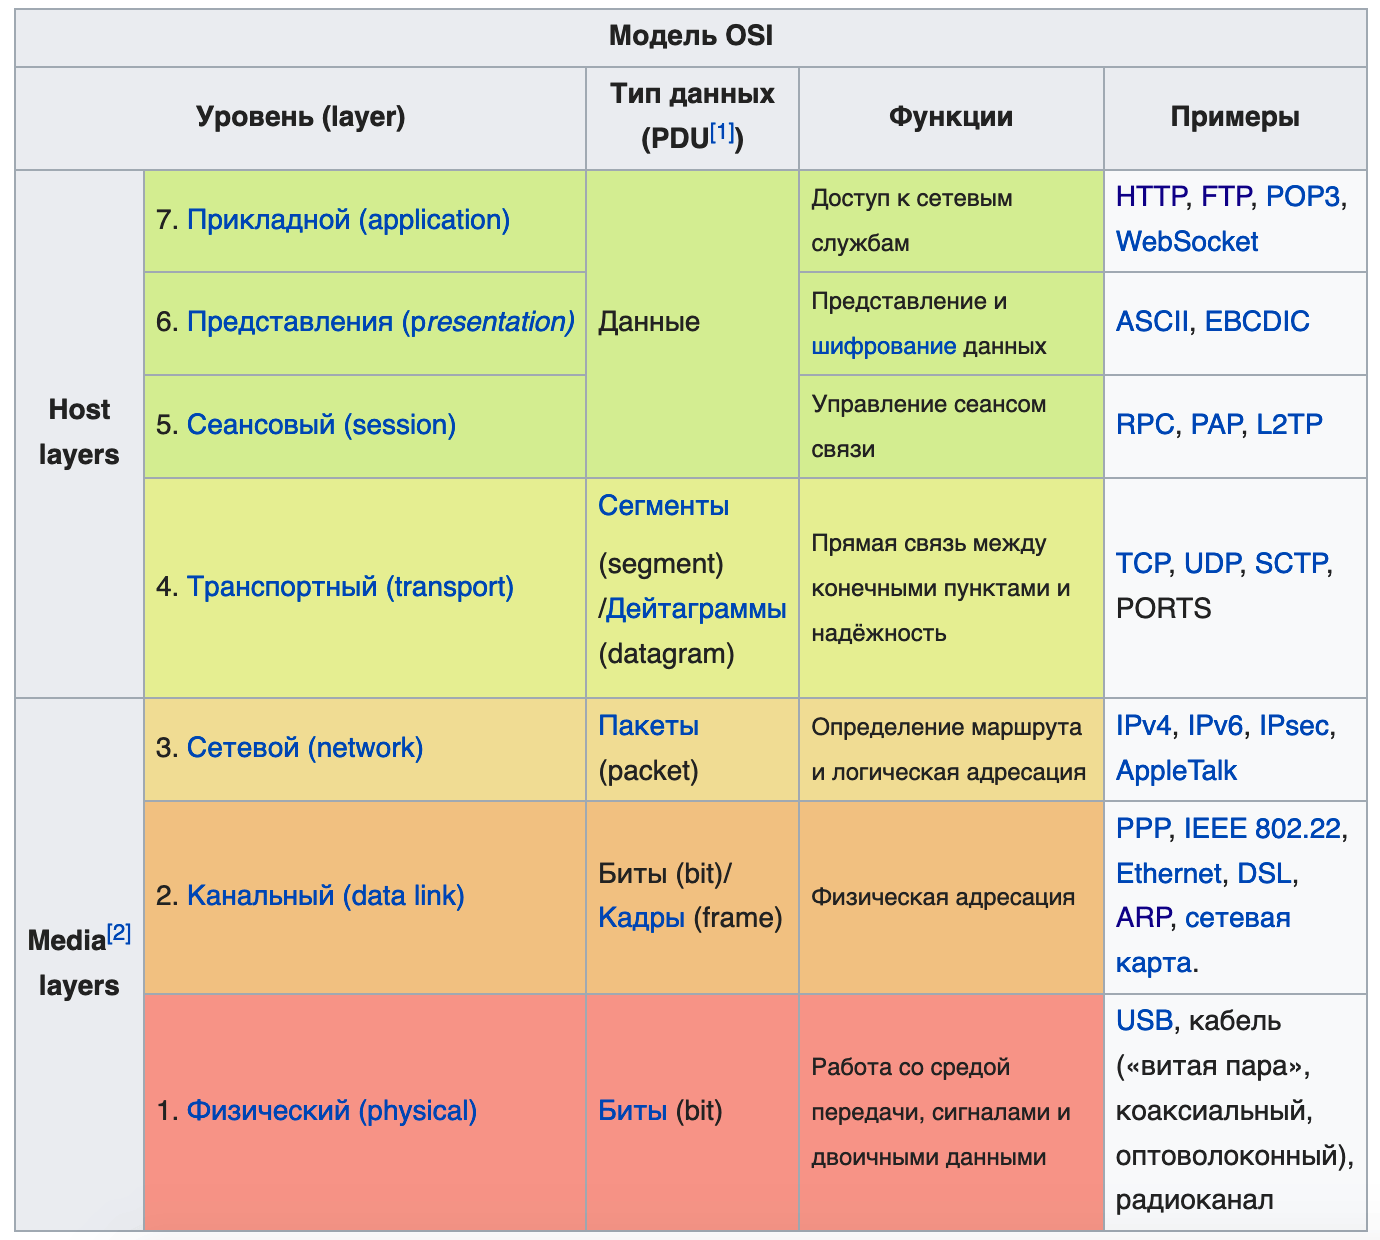 Модель OSI
Уровень (layer)
Тип данных
(PDU[1])
Функции
Примеры
Host
layers
7. Прикладной (application)
Данные
Доступ к сетевым
службам
HTTP, FTP, POP3,
WebSocket
6. Представления (presentation)
Представление и
шифрование данных
ASCII, EBCDIC
5. Сеансовый (session)
Управление сеансом
связи
RPC, PAP, L2TP
4. Транспортный (transport)
Сегменты
(segment)
/Дейтаграммы
(datagram)
Прямая связь между
конечными пунктами и
надёжность
TCP, UDP, SCTP,
PORTS
Media[2]
layers
3. Сетевой (network)
Пакеты
(packet)
Определение маршрута
и логическая адресация
IPv4, IPv6, IPsec,
AppleTalk
2. Канальный (data link)
Биты (bit)/
Кадры (frame)
Физическая адресация
PPP, IEEE 802.22,
Ethernet, DSL,
ARP, сетевая
карта.
1. Физический (physical)
Биты (bit)
Работа со средой
передачи, сигналами и
двоичными данными
USB, кабель
(«витая пара»,
коаксиальный,
оптоволоконный),
радиоканал